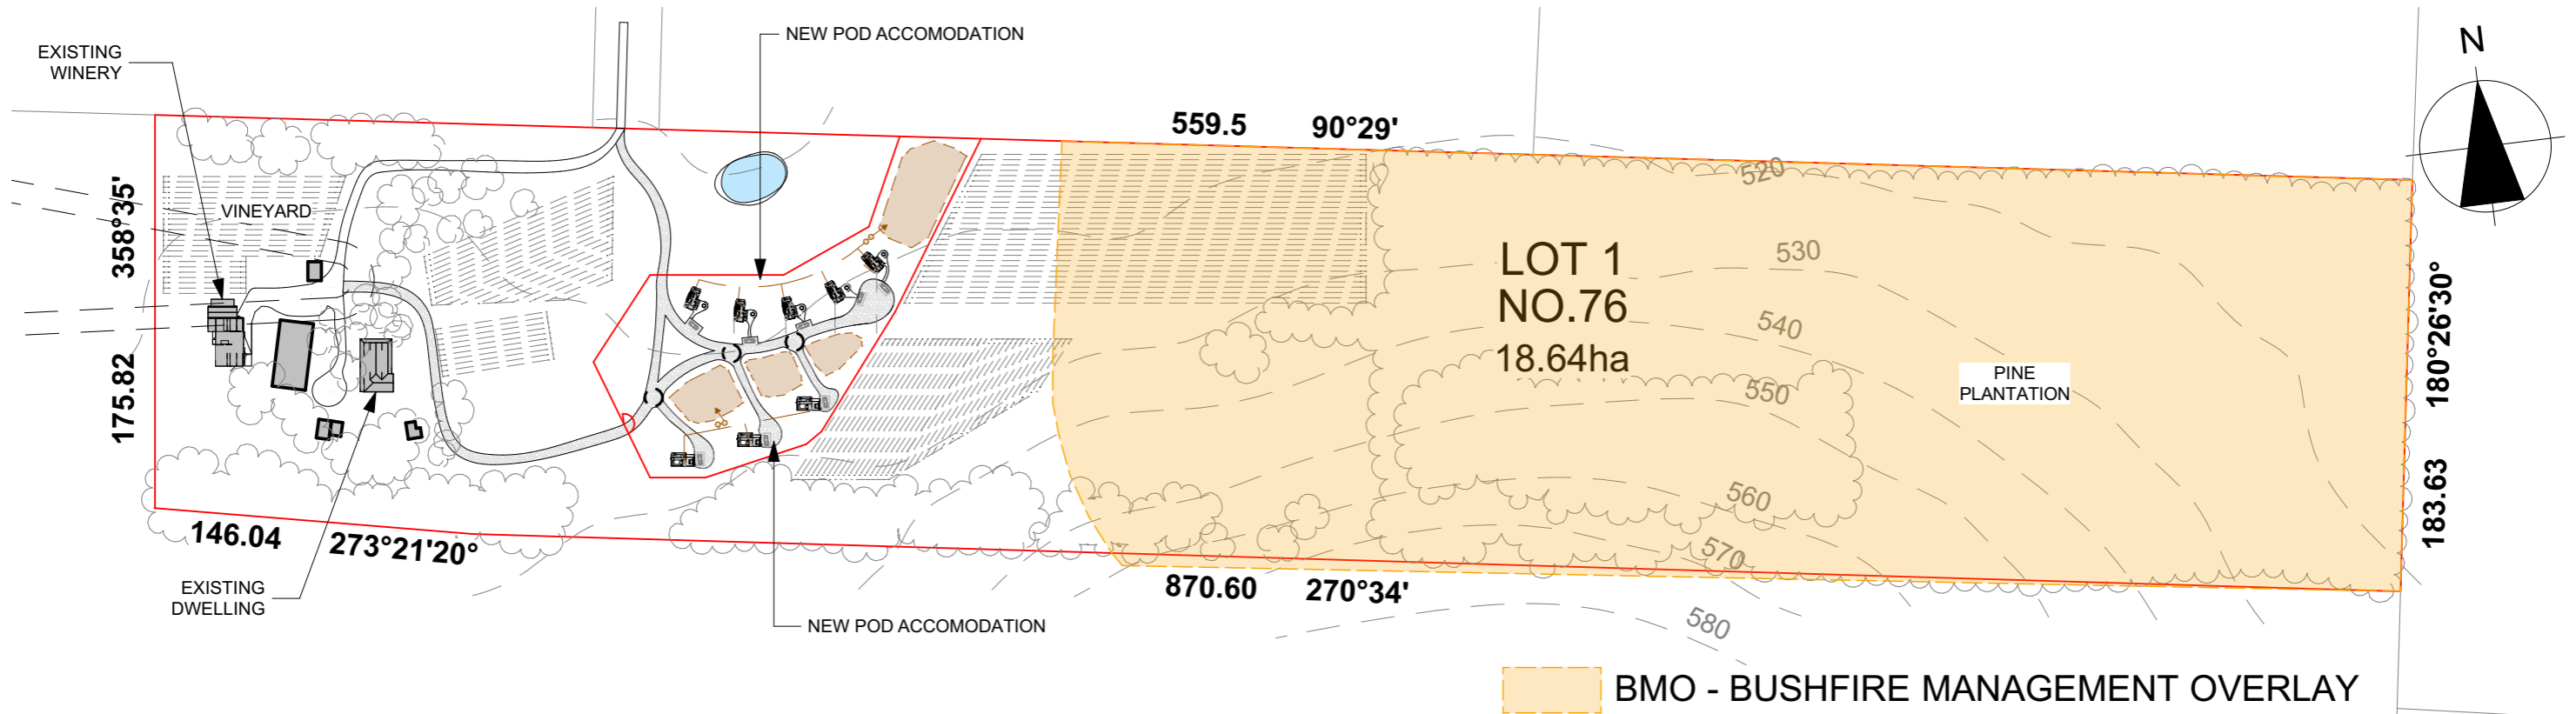 EXISTING
WINERY
NEW POD ACCOMODATION
N
559.5 90°29'
VINEYARD
358°35'
175.82
520
530
540
550
560
570
580
LOT 1
NO.76
18.64ha
PINE
PLANTATION
180°26'30"
183.63
146.04 273°21'20"
EXISTING
DWELLING
870.60 270°34'
NEW POD ACCOMODATION
BMO - BUSHFIRE MANAGEMENT OVERLAY